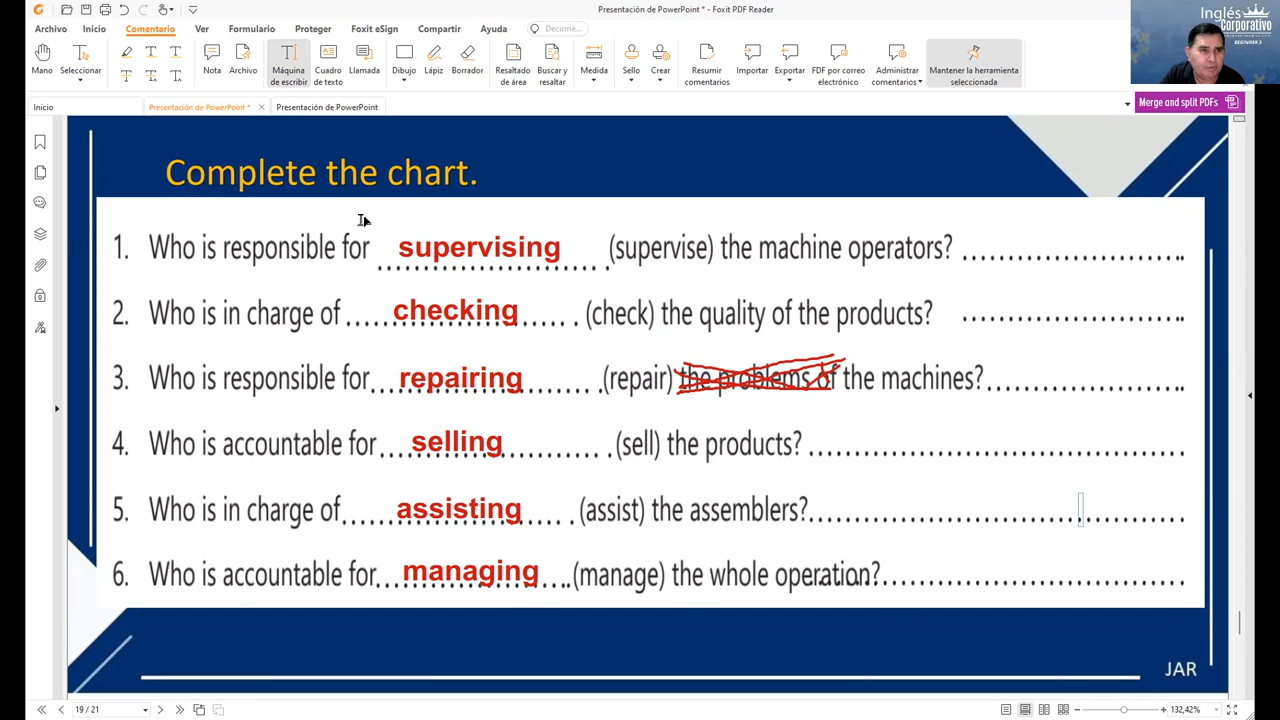 Presentación de PowerPoint * - Foxit PDF Reader
Archivo Inicio Comentario Ver Formulario Proteger Foxit eSign Compartir Ayuda Decirme...
Mano Seleccionar Nota Archivo Máquina de escribir Cuadro de texto Llamada Dibujo Lápiz Borrador Resaltado de área Buscar y resaltar Medida Sello Crear Resumir comentarios Importar Exportar PDF por correo electrónico Administrar comentarios Mantener la herramienta seleccionada
Inglés
Corporativo
BEGINNER 2
Inicio Presentación de PowerPoint * Presentación de PowerPoint Merge and split PDFs
Complete the chart.
1. Who is responsible for supervising (supervise) the machine operators?
2. Who is in charge of checking (check) the quality of the products?
3. Who is responsible for repairing (repair) the problems of the machines?
4. Who is accountable for selling (sell) the products?
5. Who is in charge of assisting (assist) the assemblers?
6. Who is accountable for managing (manage) the whole operation?
JAR
19 / 21 132,42%